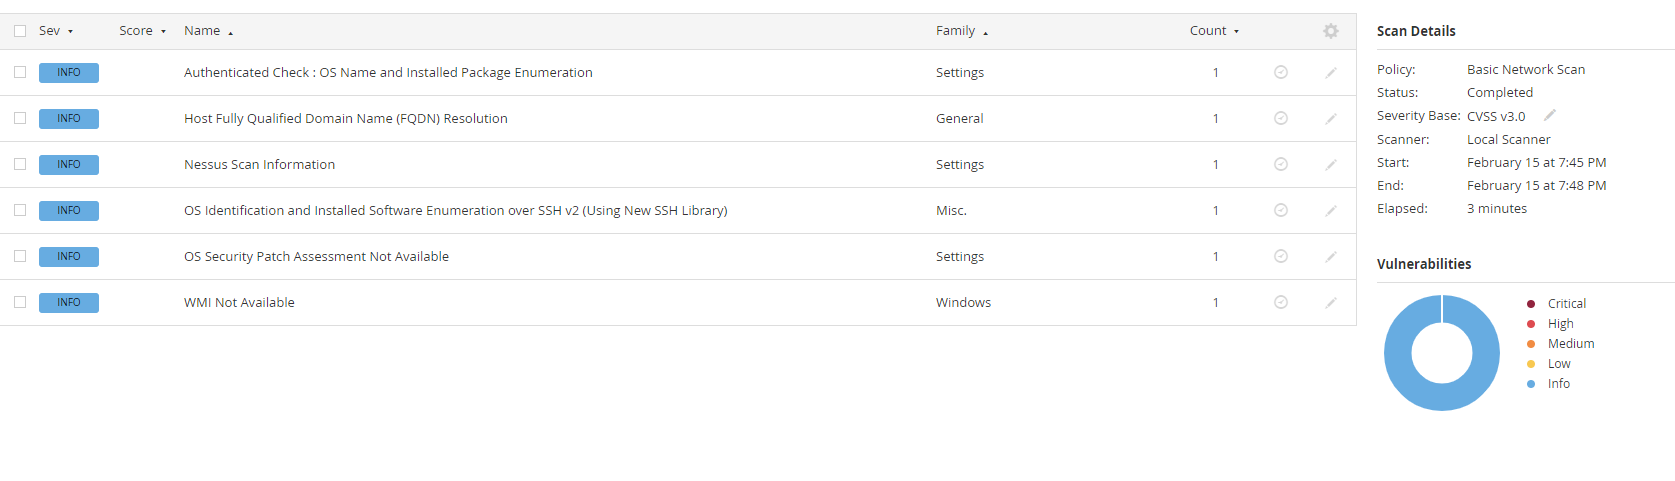 Sev Score Name Family Count
INFO Authenticated Check : OS Name and Installed Package Enumeration Settings 1
INFO Host Fully Qualified Domain Name (FQDN) Resolution General 1
INFO Nessus Scan Information Settings 1
INFO OS Identification and Installed Software Enumeration over SSH v2 (Using New SSH Library) Misc. 1
INFO OS Security Patch Assessment Not Available Settings 1
INFO WMI Not Available Windows 1
Scan Details
Policy: Basic Network Scan
Status: Completed
Severity Base: CVSS v3.0
Scanner: Local Scanner
Start: February 15 at 7:45 PM
End: February 15 at 7:48 PM
Elapsed: 3 minutes
Vulnerabilities
Critical
High
Medium
Low
Info